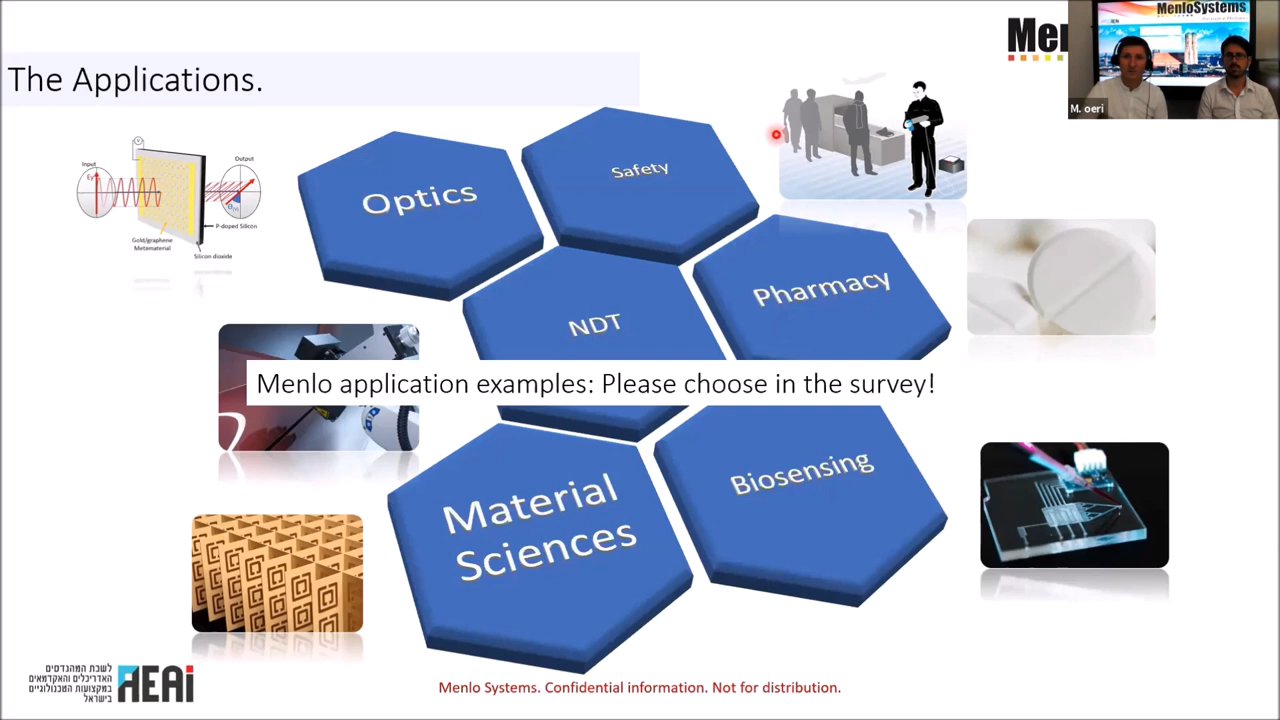 The Applications.
Men
MenloSystems
M. oeri
Input
Output
P-doped Silicon
Gold/graphene
Metamaterial
Silicon dioxide
Optics
Safety
NDT
Pharmacy
Menlo application examples: Please choose in the survey!
Material
Sciences
Biosensing
לשכת המהנדסים
האדריכלים והאקדמאים
במקצועות הטכנולוגיים
בישראל
AEAi
Menlo Systems. Confidential information. Not for distribution.